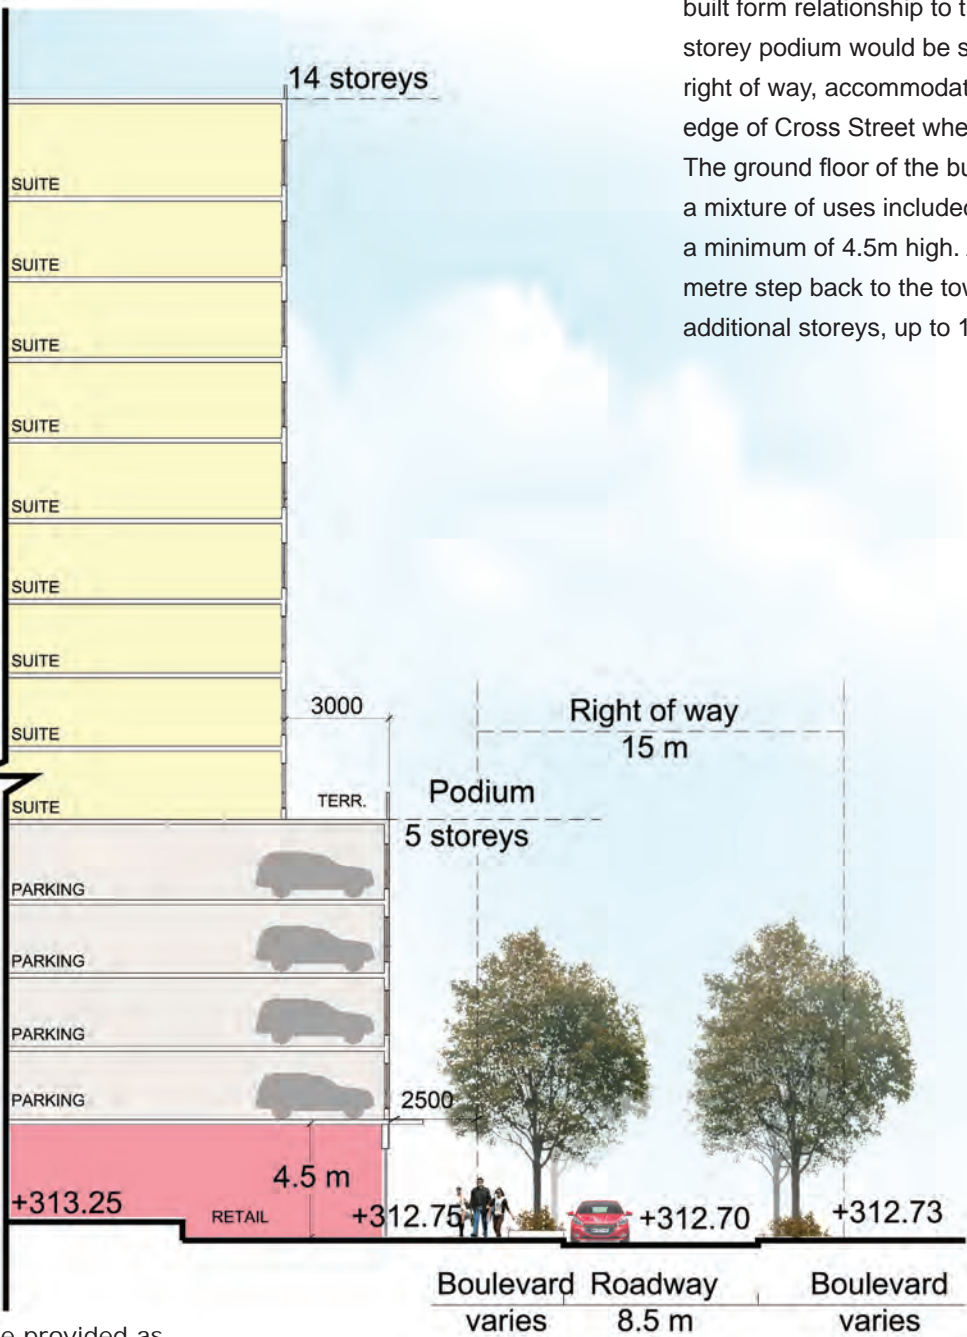 built form relationship to t
storey podium would be s
right of way, accommodat
edge of Cross Street whe
The ground floor of the bu
a mixture of uses included
a minimum of 4.5m high.
metre step back to the tow
additional storeys, up to 1
14 storeys
SUITE
SUITE
SUITE
SUITE
SUITE
SUITE
SUITE
SUITE
SUITE
3000
Right of way
15 m
TERR.
Podium
5 storeys
PARKING
PARKING
PARKING
PARKING
2500
4.5 m
+313.25
RETAIL
+312.75
+312.70
+312.73
Boulevard Roadway Boulevard
varies 8.5 m varies
e provided as